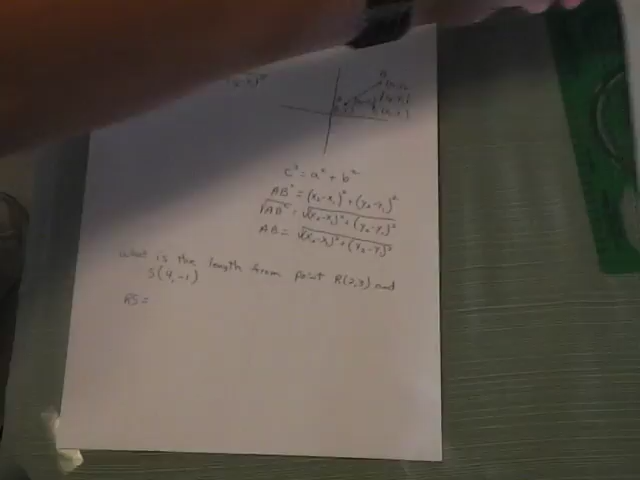 c² = a² + b²
AB² = (x₂-x₁)² + (y₂-y₁)²
√AB² = √(x₂-x₁)² + (y₂-y₁)²
AB = √(x₂-x₁)² + (y₂-y₁)²
What is the length from point R(2,3) and
S(4,-1)
RS =